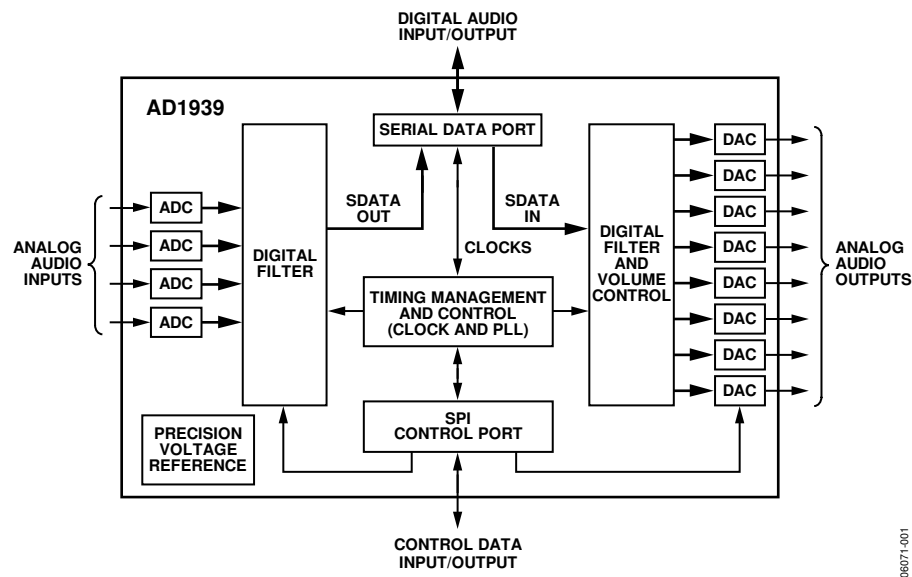 DIGITAL AUDIO
INPUT/OUTPUT
AD1939
SERIAL DATA PORT
ANALOG
AUDIO
INPUTS
ADC
ADC
ADC
ADC
DIGITAL
FILTER
SDATA
OUT
SDATA
IN
CLOCKS
TIMING MANAGEMENT
AND CONTROL
(CLOCK AND PLL)
DIGITAL
FILTER
AND
VOLUME
CONTROL
DAC
DAC
DAC
DAC
DAC
DAC
DAC
DAC
ANALOG
AUDIO
OUTPUTS
PRECISION
VOLTAGE
REFERENCE
SPI
CONTROL PORT
CONTROL DATA
INPUT/OUTPUT
06071-001